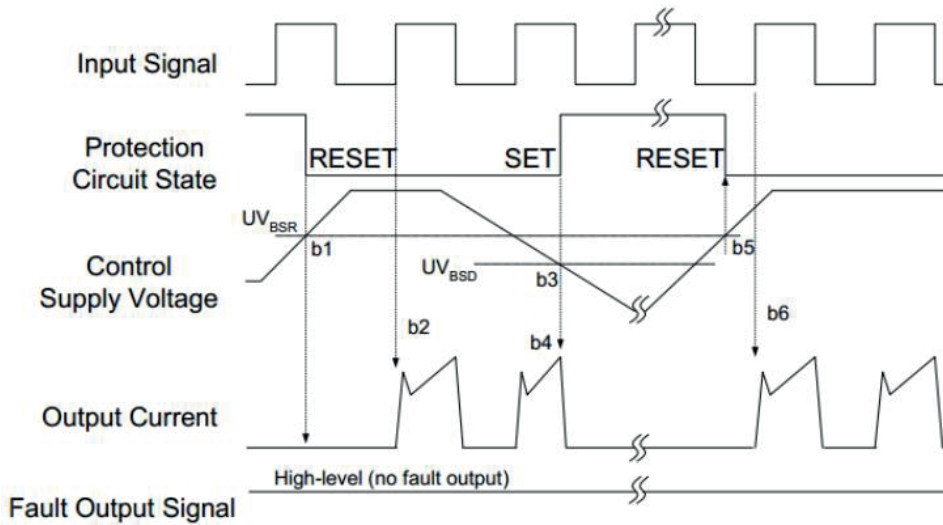 Input Signal
Protection
Circuit State
RESET
SET
RESET
UVBSR
b1
b5
UVBSD
b3
Control
Supply Voltage
b2
b4
b6
Output Current
High-level (no fault output)
Fault Output Signal